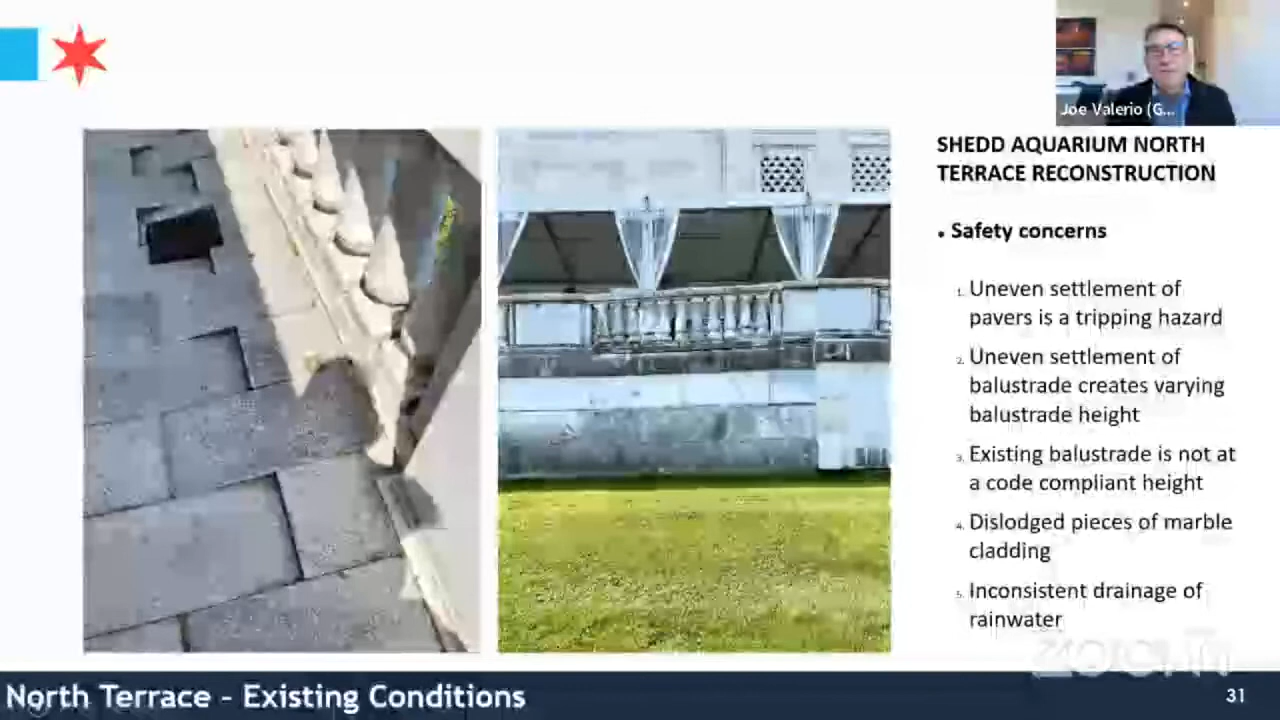 Joe Valerio (G...
SHEDD AQUARIUM NORTH
TERRACE RECONSTRUCTION
• Safety concerns
1. Uneven settlement of
pavers is a tripping hazard
2. Uneven settlement of
balustrade creates varying
balustrade height
3. Existing balustrade is not at
a code compliant height
4. Dislodged pieces of marble
cladding
5. Inconsistent drainage of
rainwater
zoom
North Terrace - Existing Conditions
31